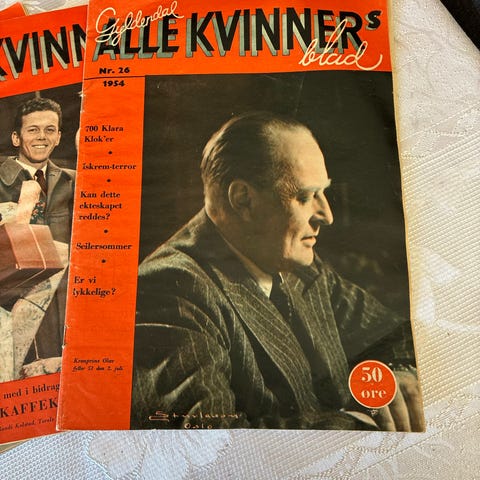 Gyldendal
ALLE KVINNERS
blad
Nr. 26
1954
700 Klara
Klok'er
Iskrem-terror
Kan dette
ekteskapet
reddes?
Seilersommer
Er vi
lykkelige?
Kronprins Olav
fyller 51 den 2. juli
50
øre
Oslo
KVINN
med i bidrag
KAFFEK